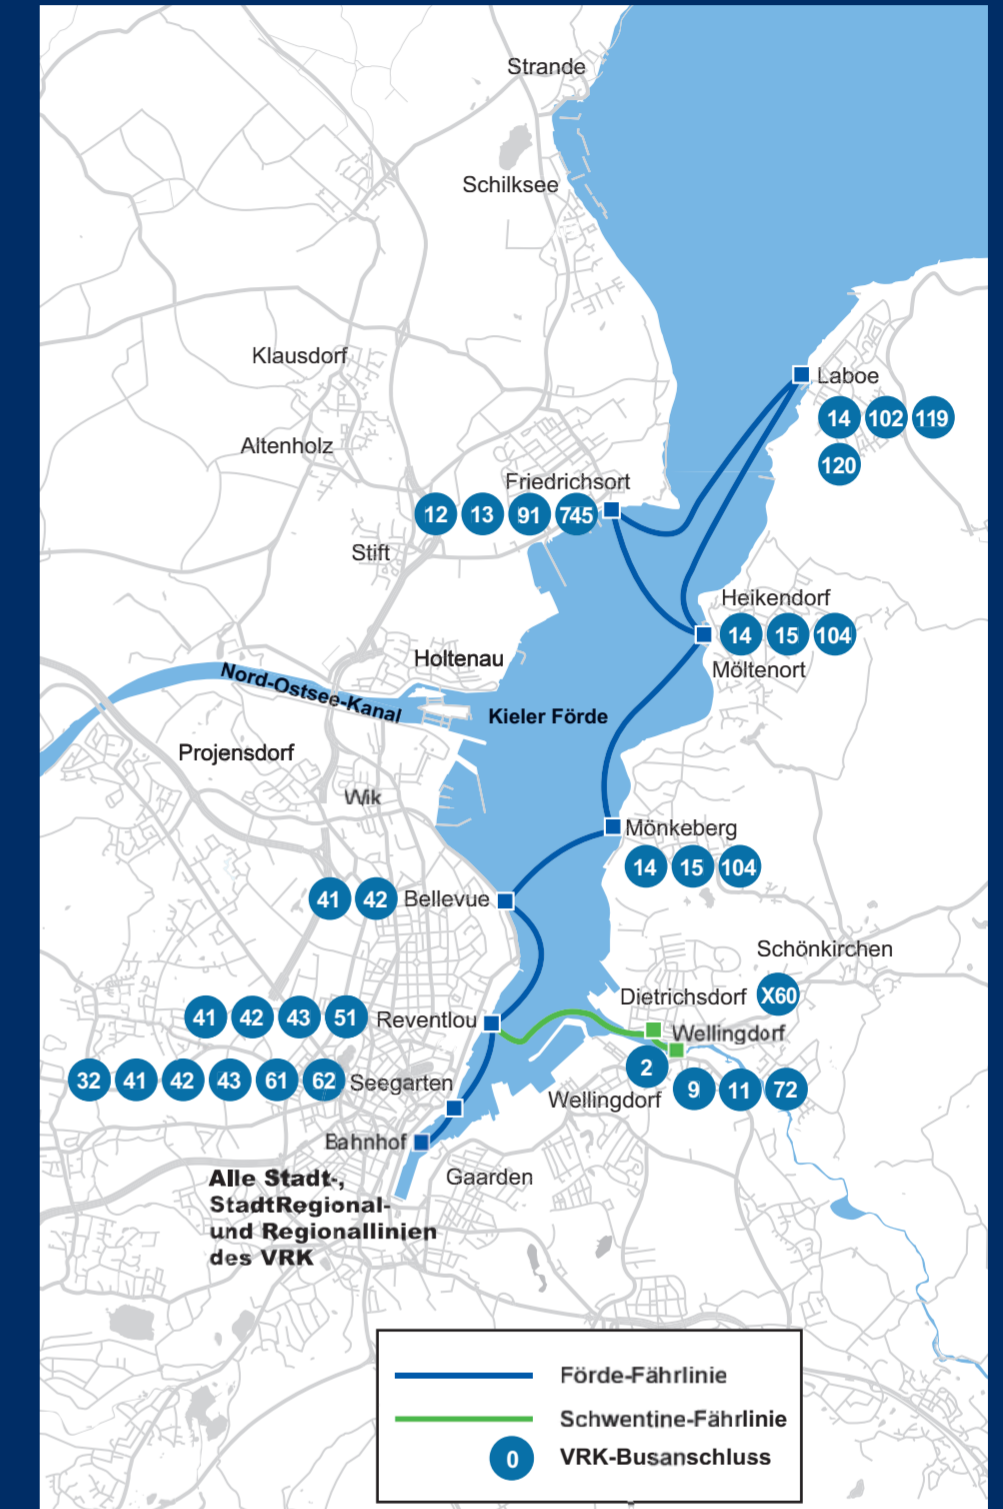 Strande
Schilksee
Klausdorf
Laboe
14 102 119
120
Altenholz
Friedrichsort
12 13 91 745
Stift
Heikendorf
14 15 104
Möltenort
Holtenau
Nord-Ostsee-Kanal
Kieler Förde
Projensdorf
Wik
Mönkeberg
14 15 104
41 42 Bellevue
Schönkirchen
Dietrichsdorf X60
41 42 43 51 Reventlou
Wellingdorf
2
32 41 42 43 61 62 Seegarten
Wellingdorf 9 11 72
Bahnhof
Gaarden
Alle Stadt-,
StadtRegional-
und Regionallinien
des VRK
Förde-Fährlinie
Schwentine-Fährlinie
0 VRK-Busanschluss